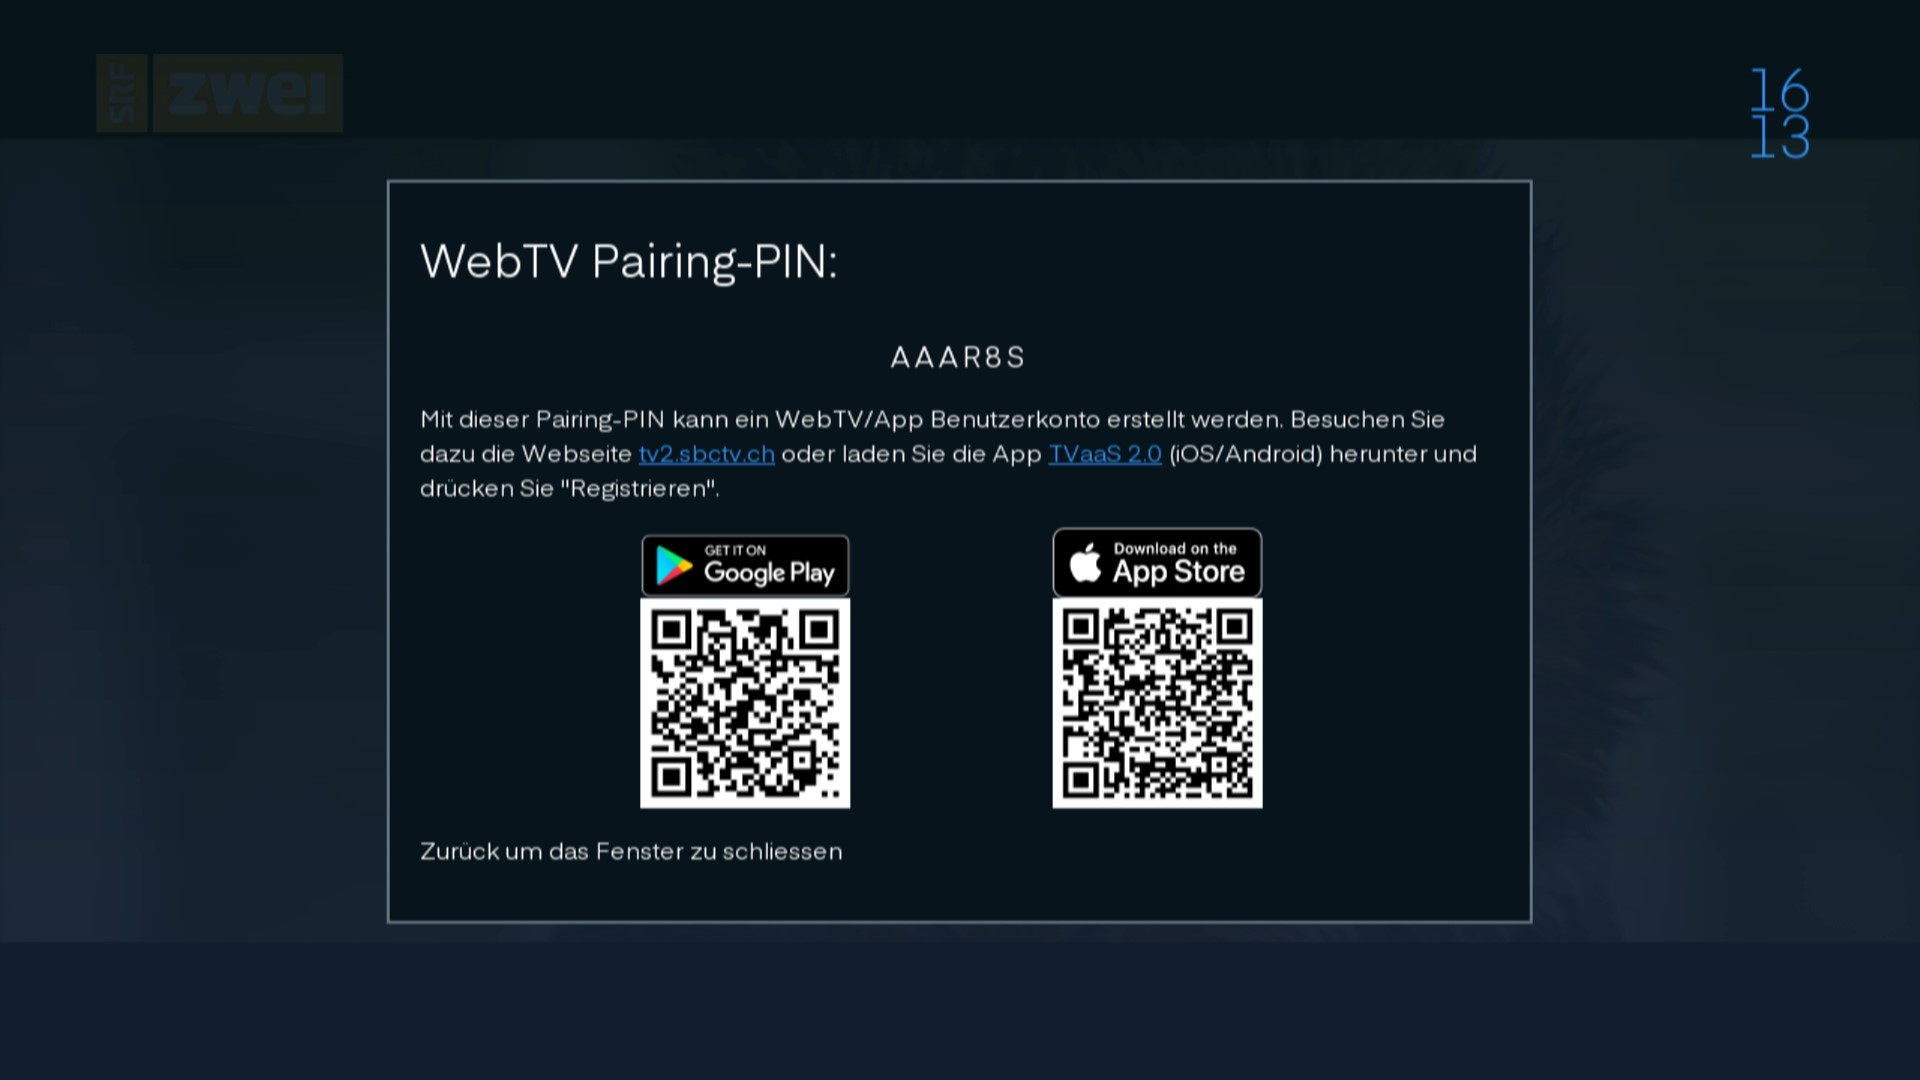 SRF zwei
16
13
WebTV Pairing-PIN:
AAAR8S
Mit dieser Pairing-PIN kann ein WebTV/App Benutzerkonto erstellt werden. Besuchen Sie
dazu die Webseite tv2.sbctv.ch oder laden Sie die App TVaaS 2.0 (iOS/Android) herunter und
drücken Sie "Registrieren".
GET IT ON
Google Play
Download on the
App Store
Zurück um das Fenster zu schliessen